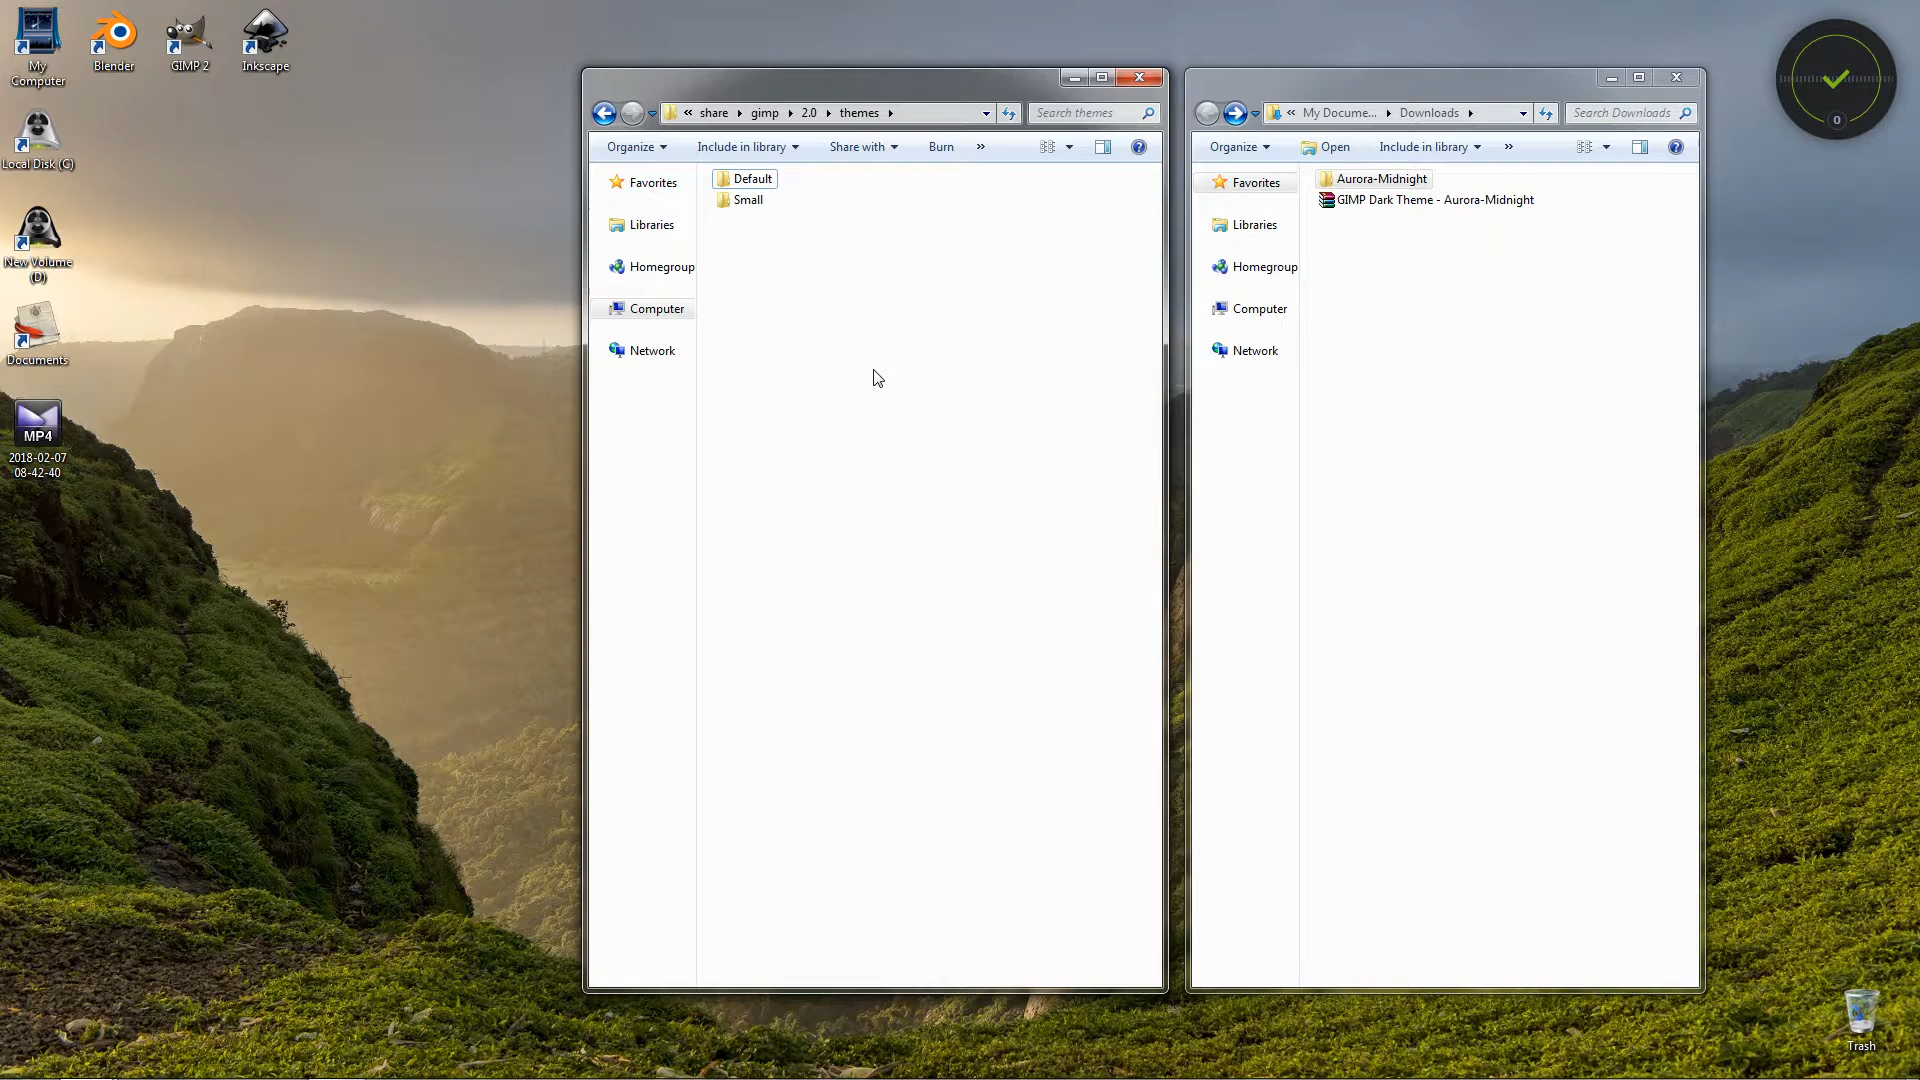 My
Computer
Blender
GIMP 2
Inkscape
Local Disk (C)
New Volume
(D)
Documents
MP4
2018-02-07
08-42-40
« share gimp 2.0 themes
Search themes
Organize Include in library Share with Burn »
Favorites
Libraries
Homegroup
Computer
Network
Default
Small
« My Docume... Downloads
Search Downloads
Organize Open Include in library »
Favorites
Libraries
Homegroup
Computer
Network
Aurora-Midnight
GIMP Dark Theme - Aurora-Midnight
0
Trash